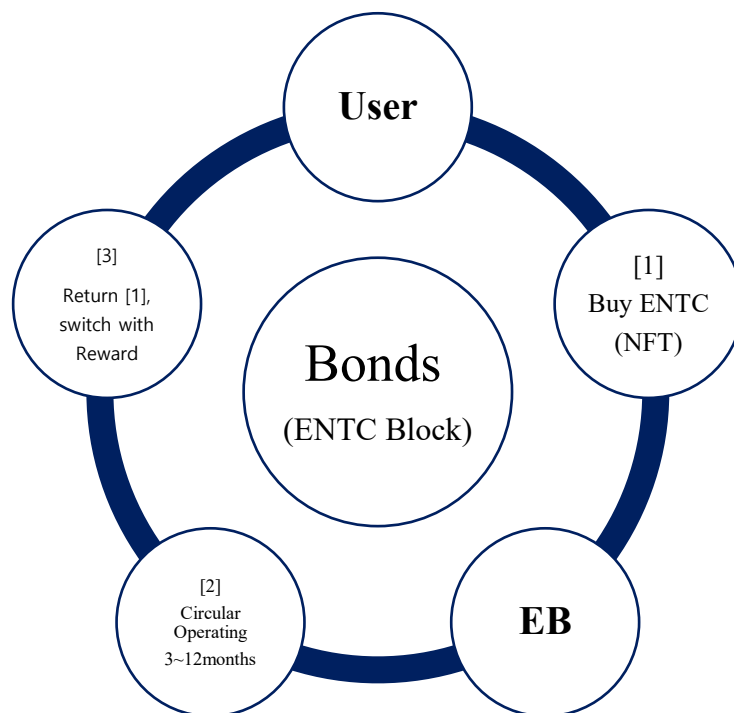 User
[1]
Buy ENTC
(NFT)
EB
[2]
Circular
Operating
3~12months
[3]
Return [1],
switch with
Reward
Bonds
(ENTC Block)